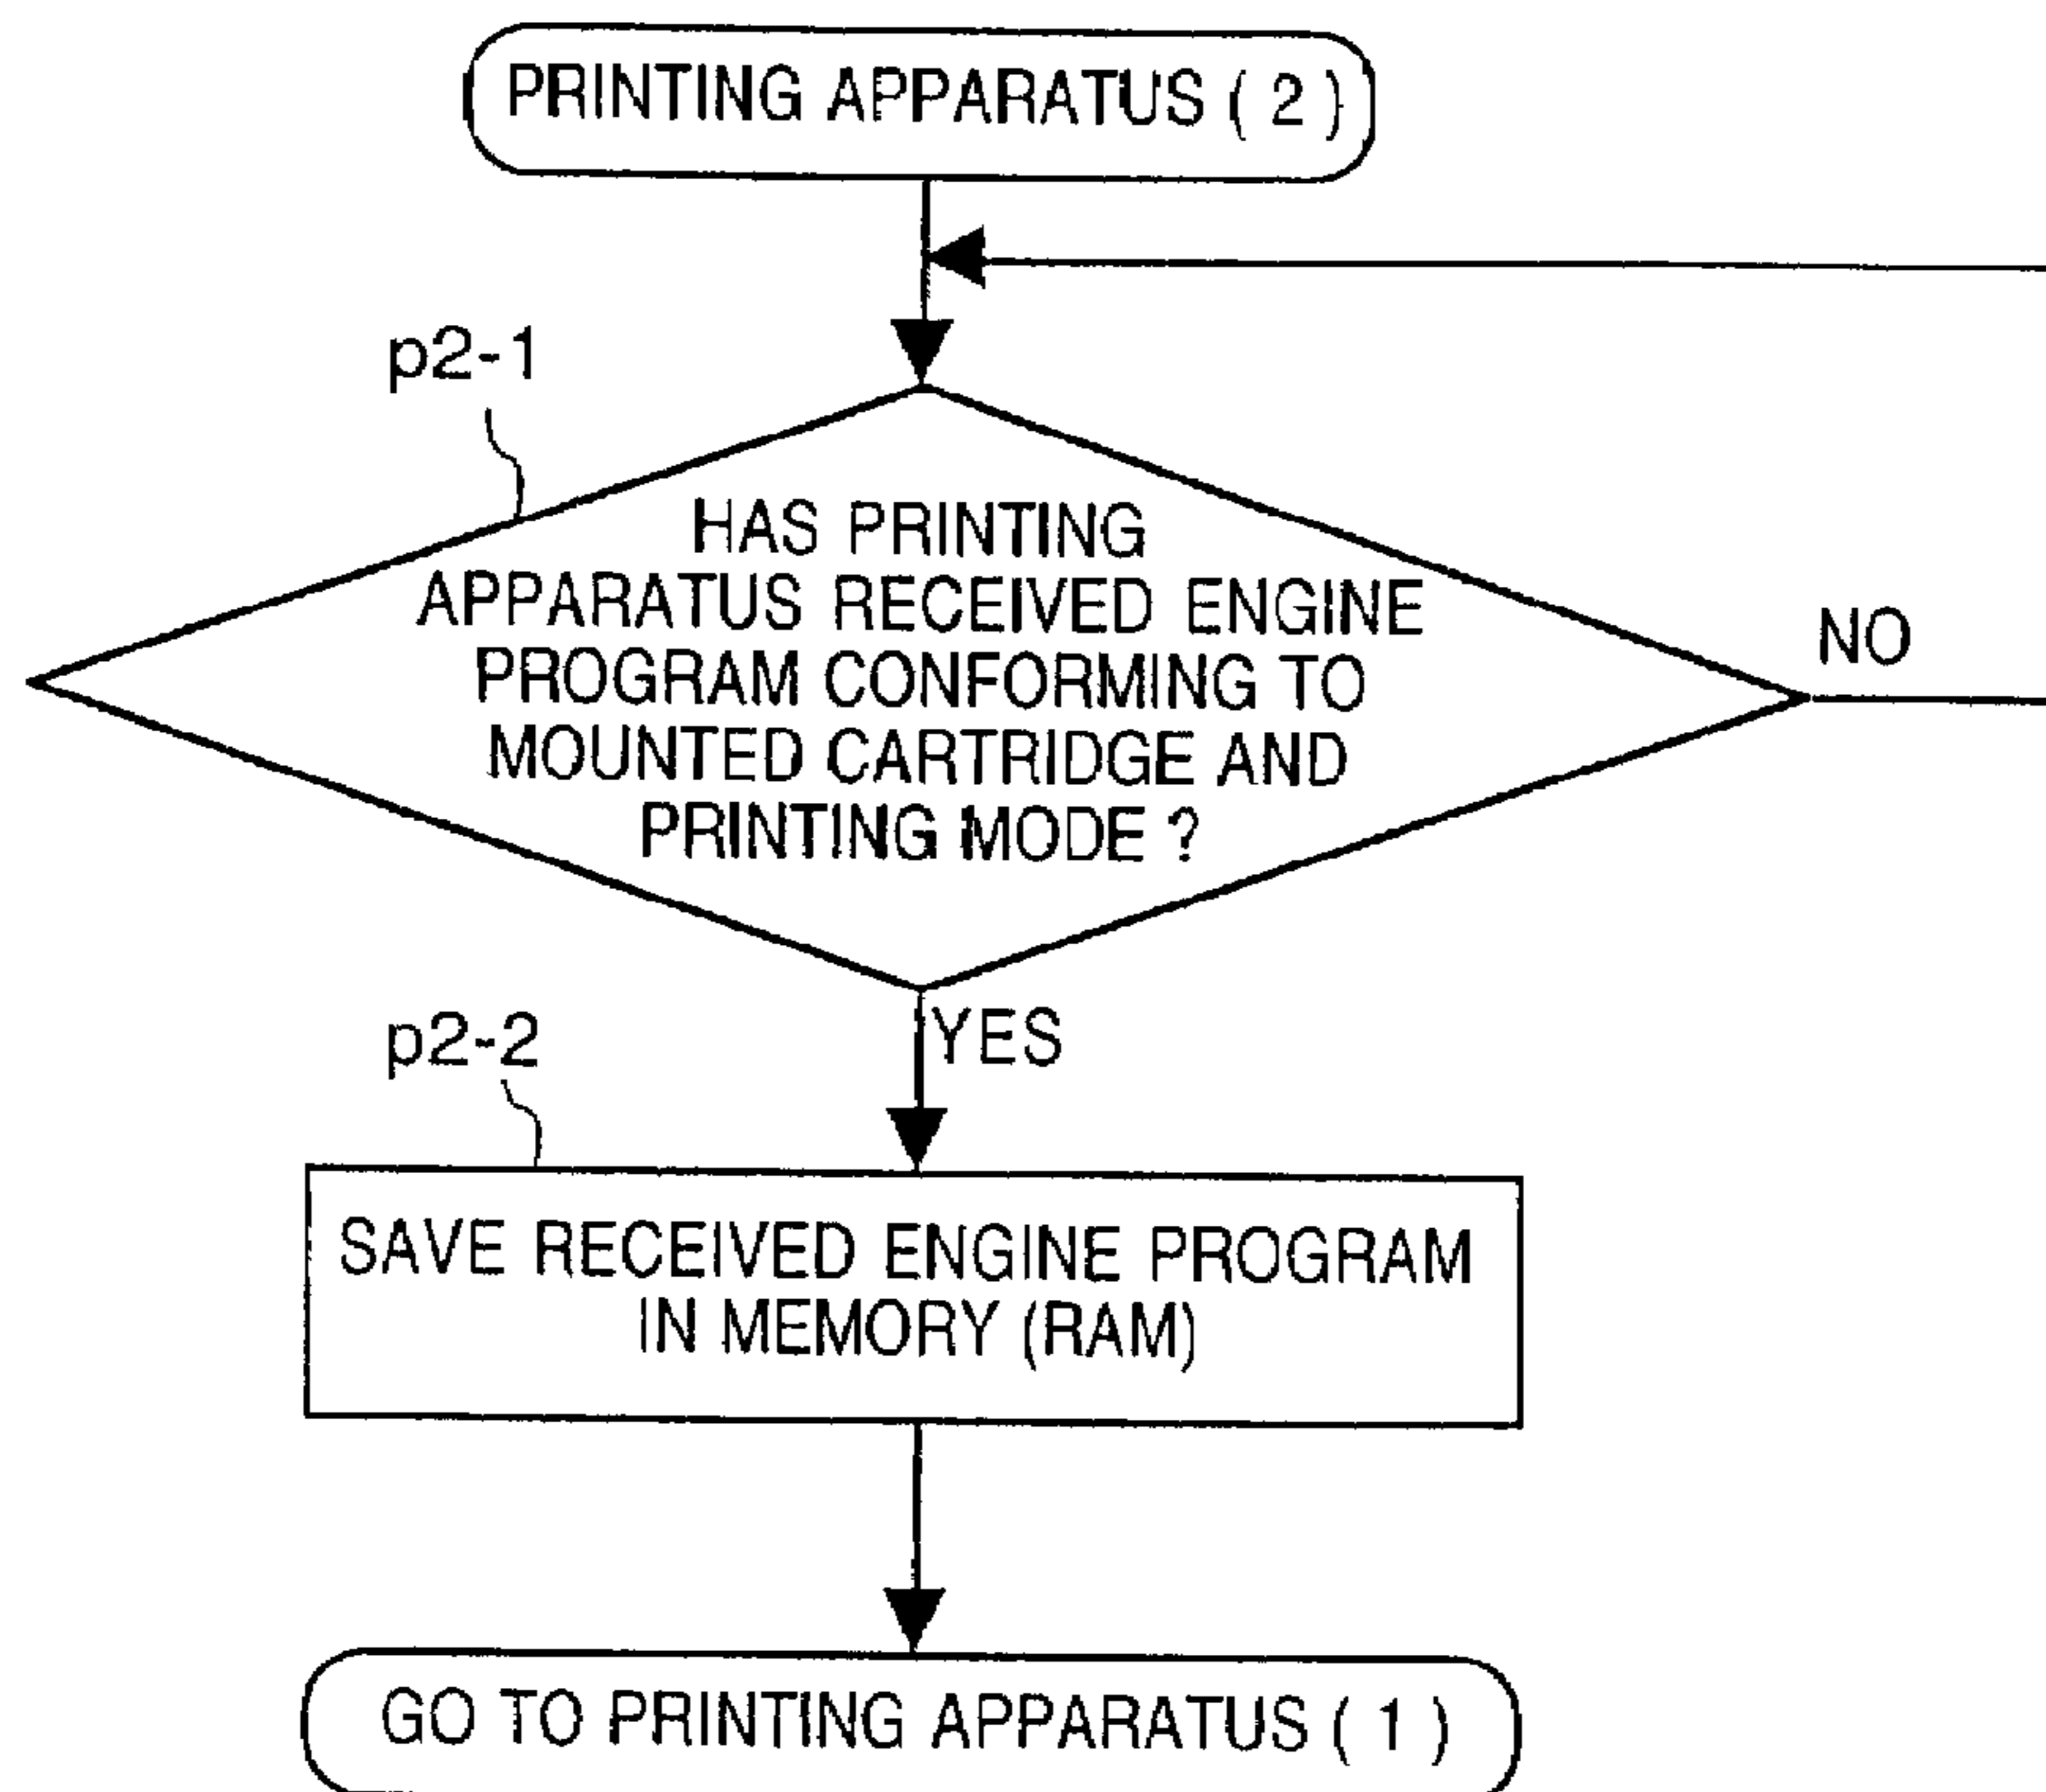 PRINTING APPARATUS ( 2 )
p2-1
HAS PRINTING
APPARATUS RECEIVED ENGINE
PROGRAM CONFORMING TO
MOUNTED CARTRIDGE AND
PRINTING MODE ?
NO
YES
p2-2
SAVE RECEIVED ENGINE PROGRAM
IN MEMORY (RAM)
GO TO PRINTING APPARATUS ( 1 )